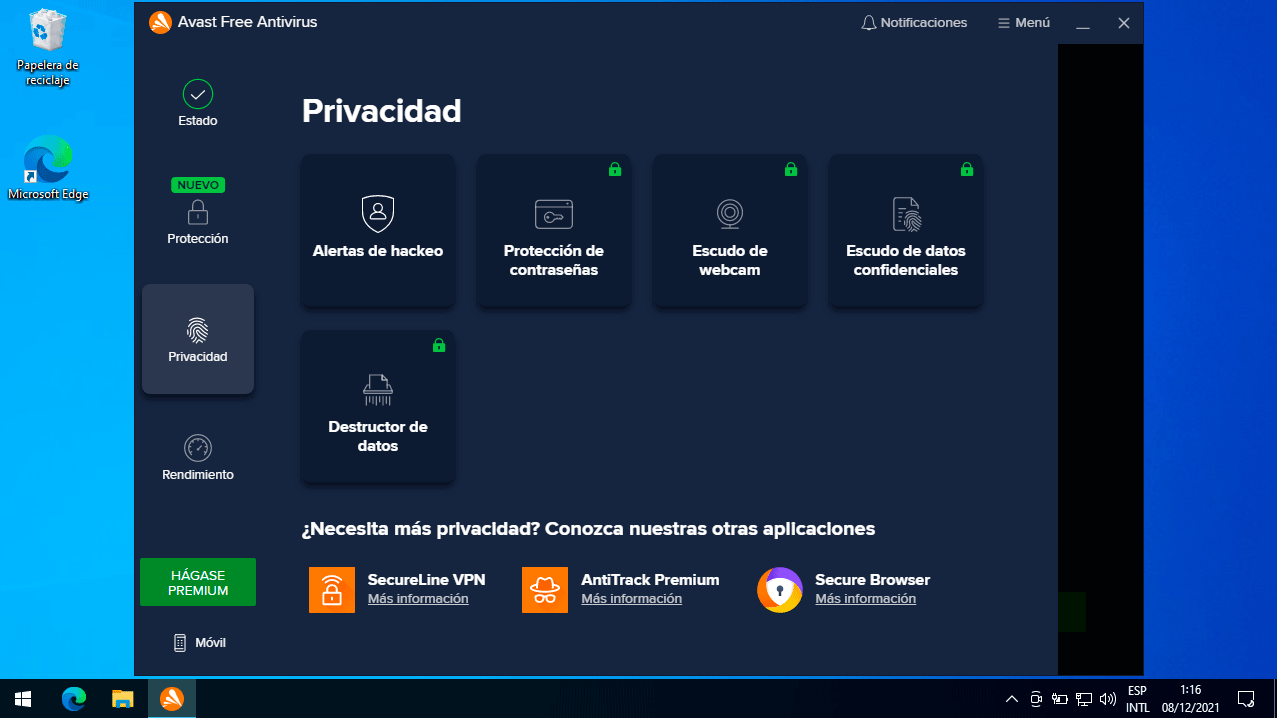 Papelera de
reciclaje
Microsoft Edge
Avast Free Antivirus
Notificaciones
Menú
Estado
NUEVO
Protección
Privacidad
Rendimiento
HÁGASE
PREMIUM
Móvil
Privacidad
Alertas de hackeo
Protección de
contraseñas
Escudo de
webcam
Escudo de datos
confidenciales
Destructor de
datos
¿Necesita más privacidad? Conozca nuestras otras aplicaciones
SecureLine VPN
Más información
AntiTrack Premium
Más información
Secure Browser
Más información
ESP
INTL
1:16
08/12/2021